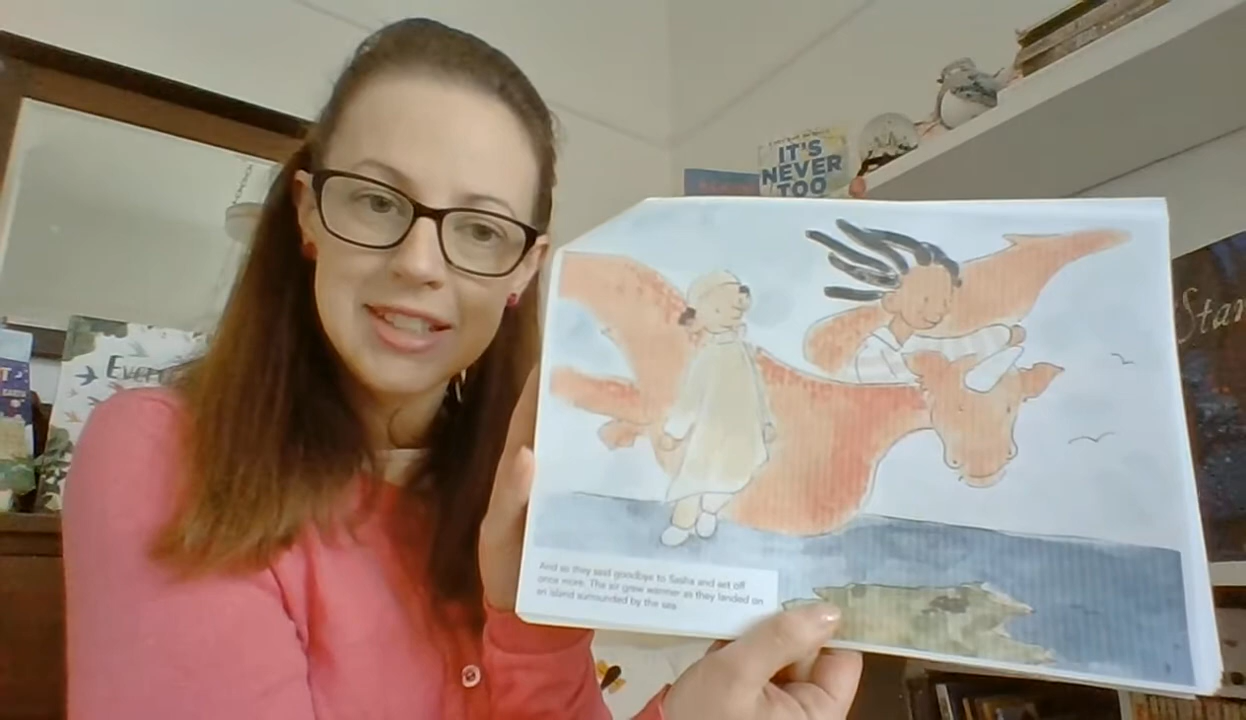 IT'S
NEVER
TOO
Star
And so they said goodbye to Sasha and set off
once more. The air grew warmer as they landed on
an island surrounded by the sea